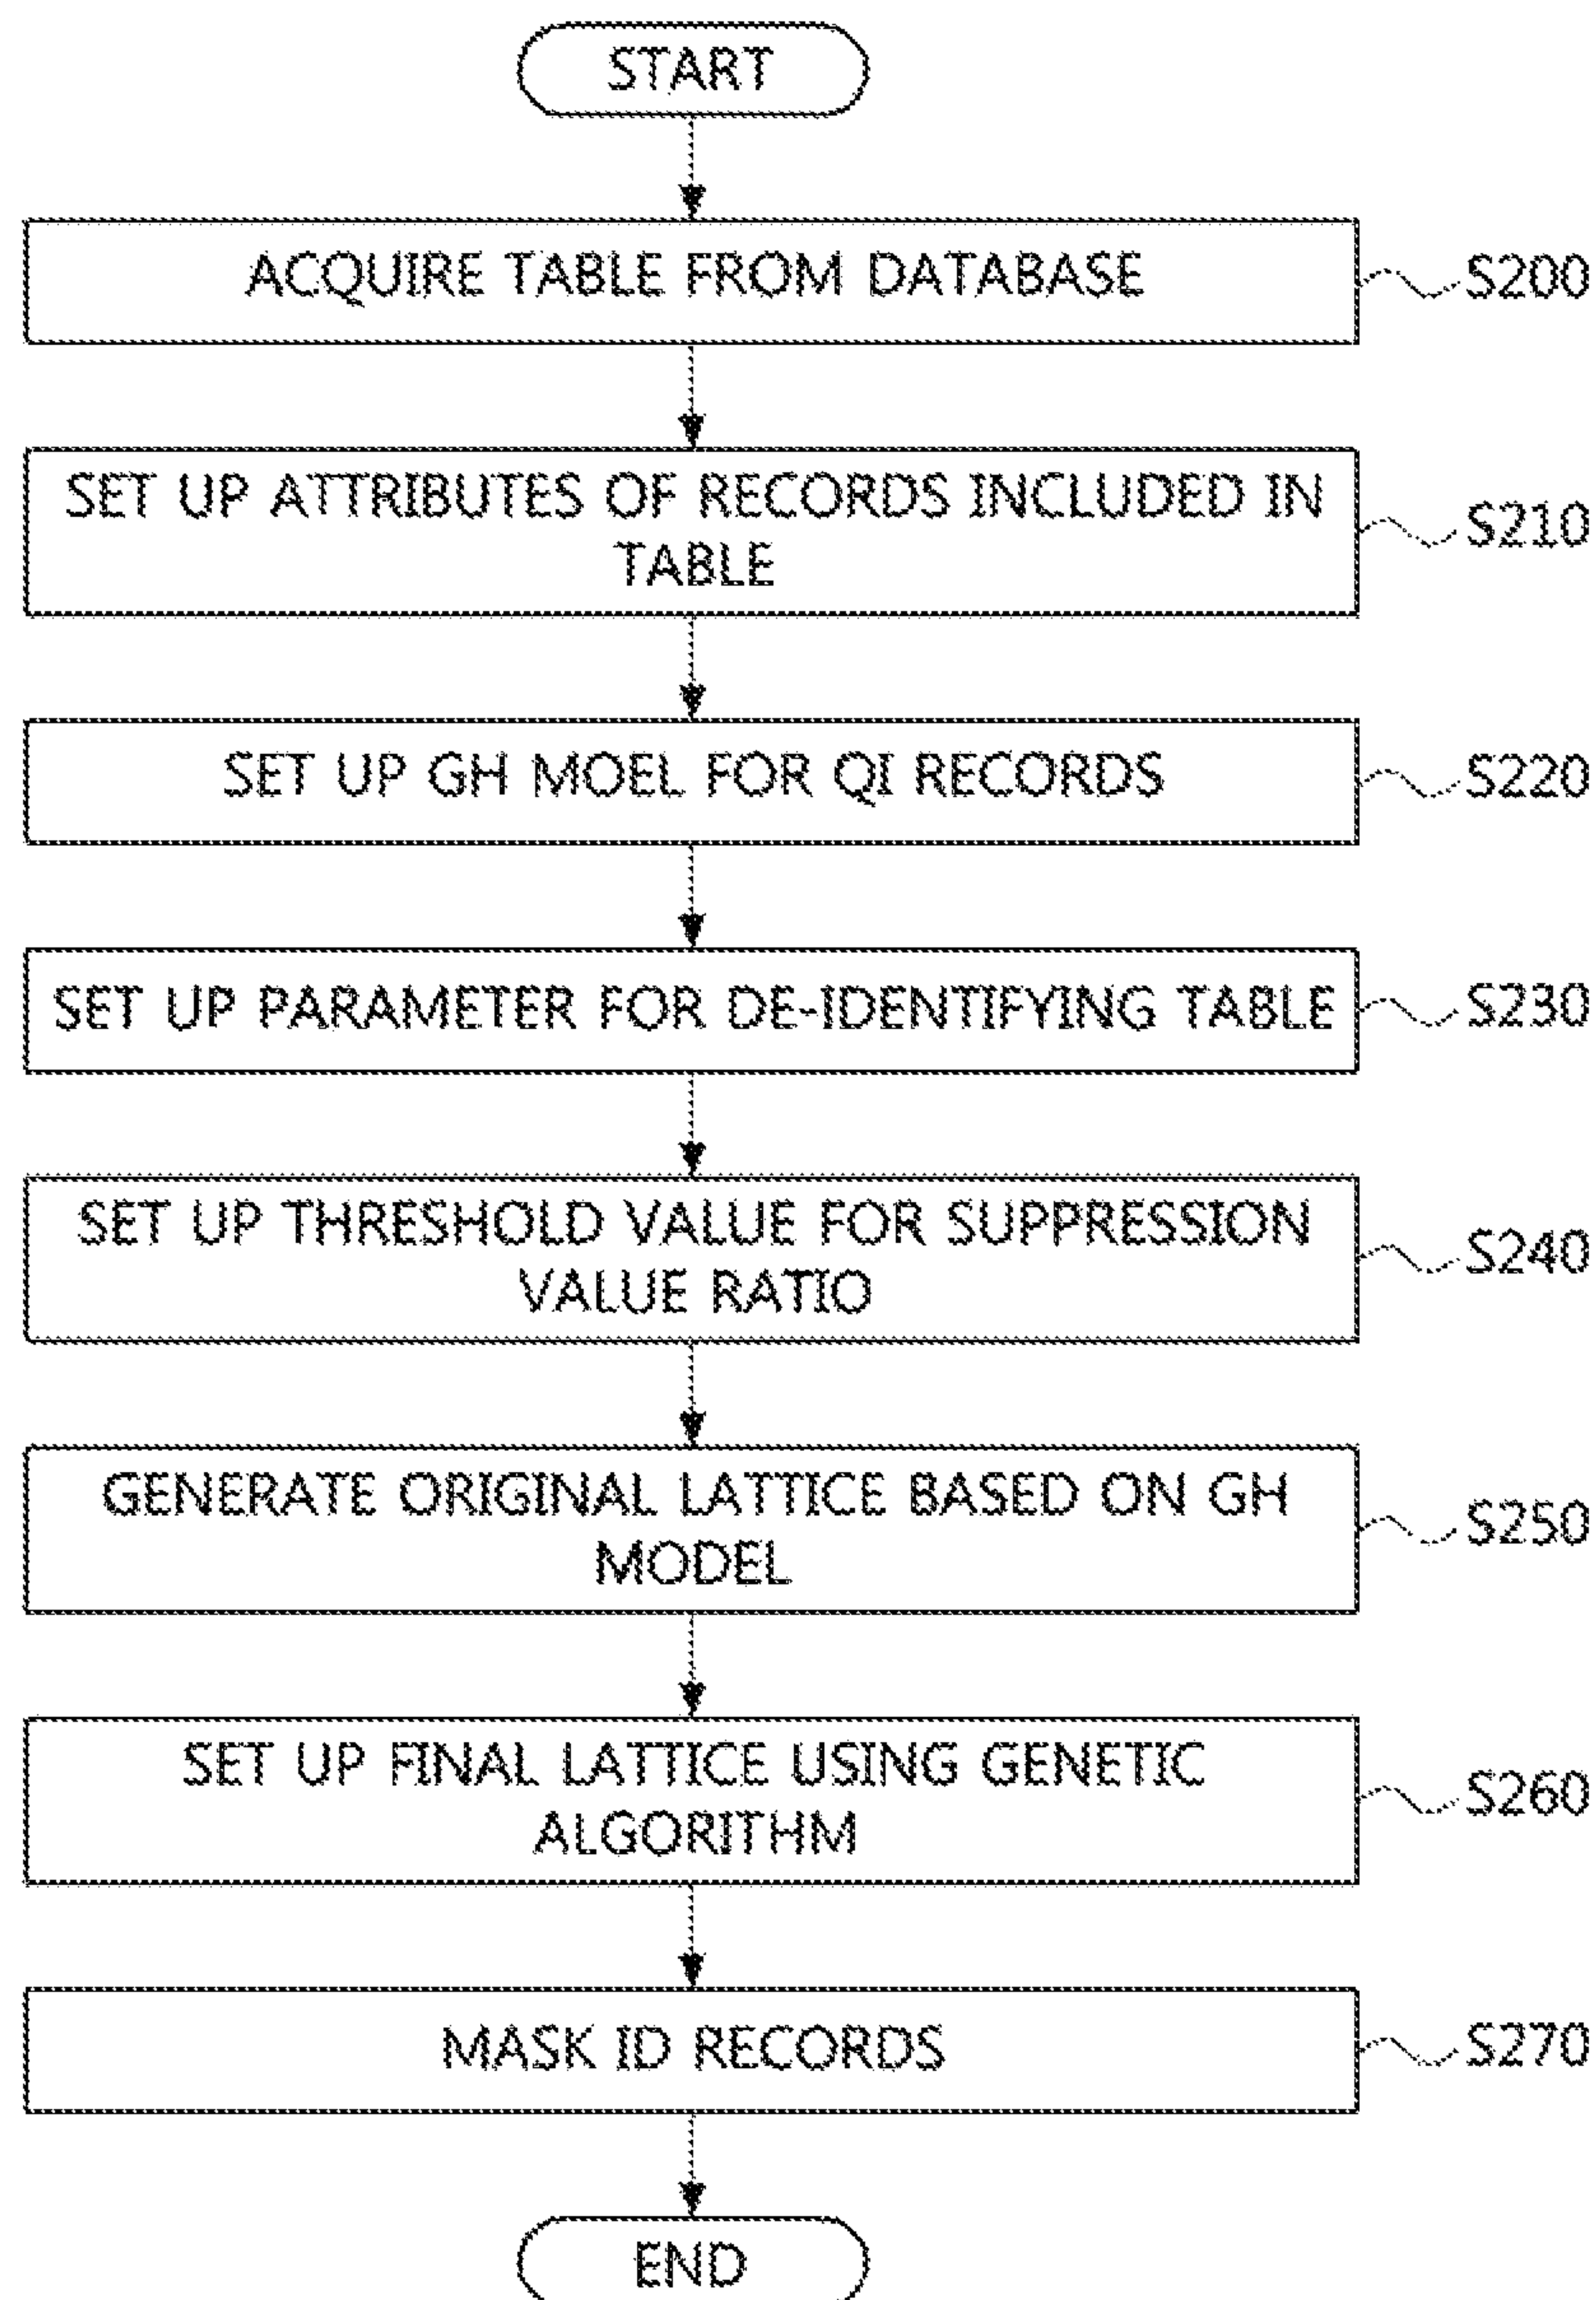 START
ACQUIRE TABLE FROM DATABASE
S200
SET UP ATTRIBUTES OF RECORDS INCLUDED IN
TABLE
S210
SET UP GH MOEL FOR QI RECORDS
S220
SET UP PARAMETER FOR DE-IDENTIFYING TABLE
S230
SET UP THRESHOLD VALUE FOR SUPPRESSION
VALUE RATIO
S240
GENERATE ORIGINAL LATTICE BASED ON GH
MODEL
S250
SET UP FINAL LATTICE USING GENETIC
ALGORITHM
S260
MASK ID RECORDS
S270
END